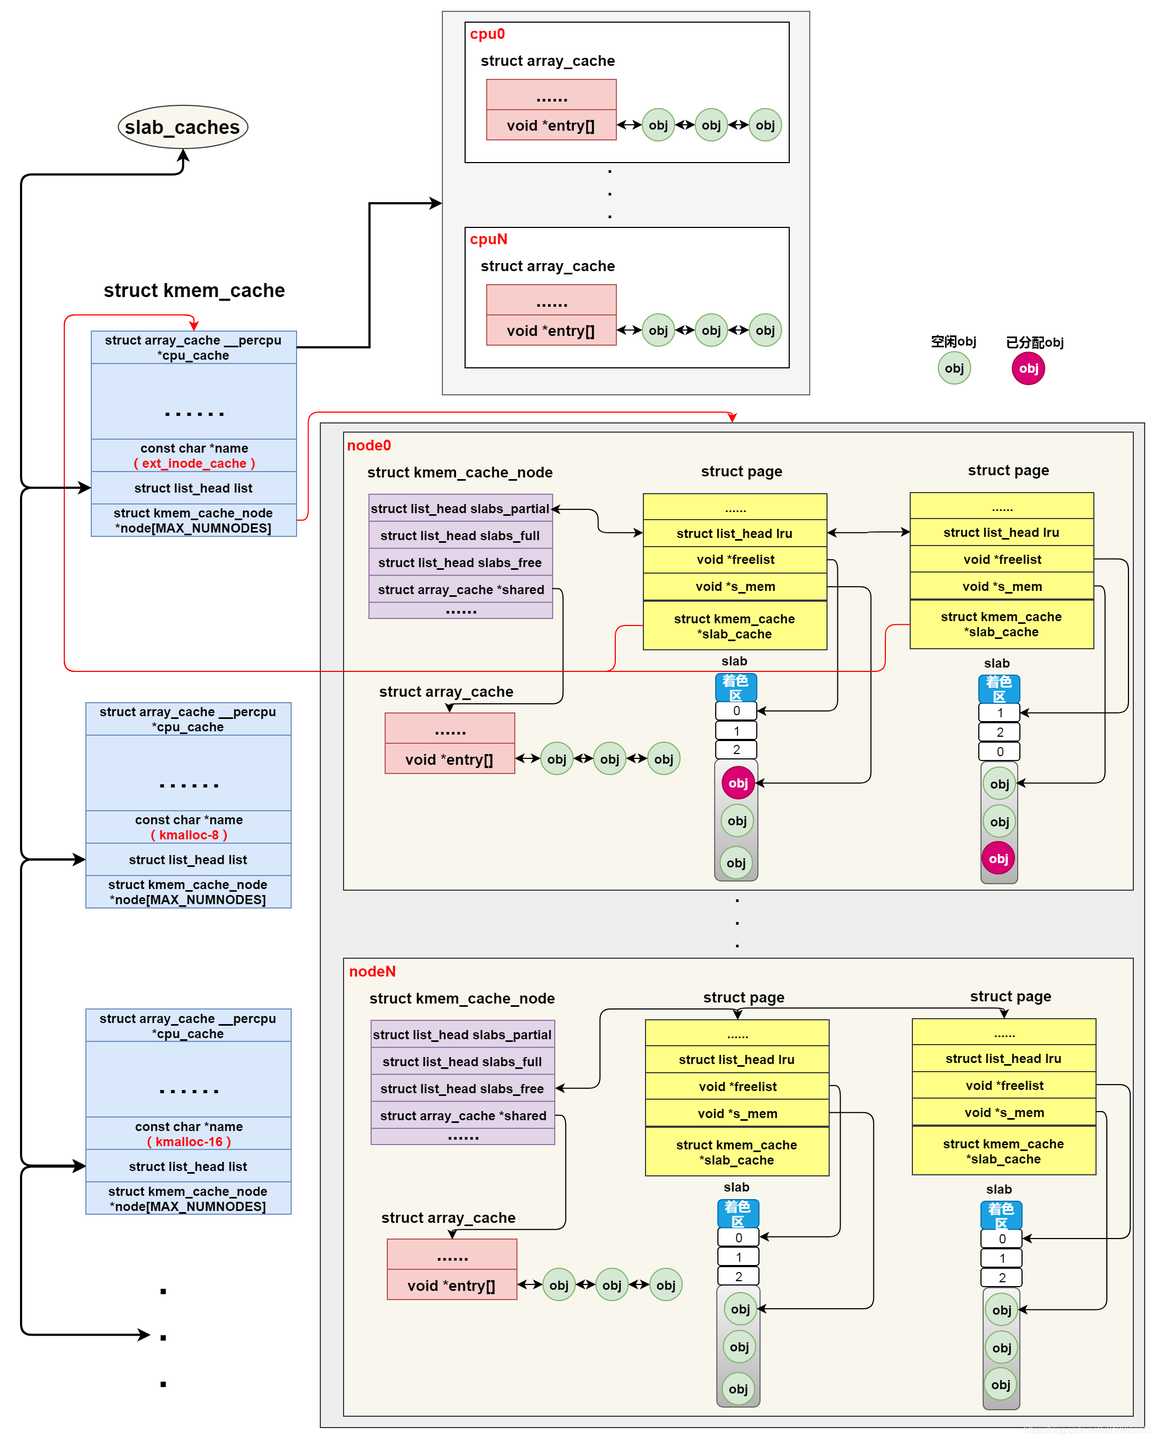 cpu0
struct array_cache
......
void *entry[]
obj
obj
obj
cpuN
struct array_cache
......
void *entry[]
obj
obj
obj
slab_caches
struct kmem_cache
struct array_cache __percpu
*cpu_cache
......
const char *name
( ext_inode_cache )
struct list_head list
struct kmem_cache_node
*node[MAX_NUMNODES]
空闲obj
obj
已分配obj
obj
node0
struct kmem_cache_node
struct list_head slabs_partial
struct list_head slabs_full
struct list_head slabs_free
struct array_cache *shared
......
struct page
......
struct list_head lru
void *freelist
void *s_mem
struct kmem_cache
*slab_cache
struct page
......
struct list_head lru
void *freelist
void *s_mem
struct kmem_cache
*slab_cache
struct array_cache
......
void *entry[]
obj
obj
obj
slab
着色
区
0
1
2
obj
obj
obj
slab
着色
区
1
2
0
obj
obj
obj
struct array_cache __percpu
*cpu_cache
......
const char *name
( kmalloc-8 )
struct list_head list
struct kmem_cache_node
*node[MAX_NUMNODES]
struct array_cache __percpu
*cpu_cache
......
const char *name
( kmalloc-16 )
struct list_head list
struct kmem_cache_node
*node[MAX_NUMNODES]
nodeN
struct kmem_cache_node
struct list_head slabs_partial
struct list_head slabs_full
struct list_head slabs_free
struct array_cache *shared
......
struct page
......
struct list_head lru
void *freelist
void *s_mem
struct kmem_cache
*slab_cache
struct page
......
struct list_head lru
void *freelist
void *s_mem
struct kmem_cache
*slab_cache
struct array_cache
......
void *entry[]
obj
obj
obj
slab
着色
区
0
1
2
obj
obj
obj
slab
着色
区
0
1
2
obj
obj
obj